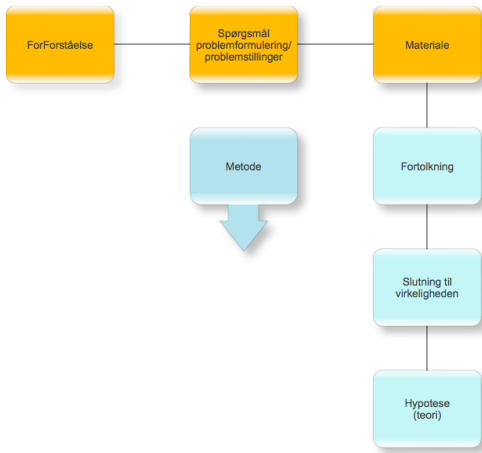 ForForståelse
Spørgsmål
problemformulering/
problemstillinger
Materiale
Metode
Fortolkning
Slutning til
virkeligheden
Hypotese
(teori)